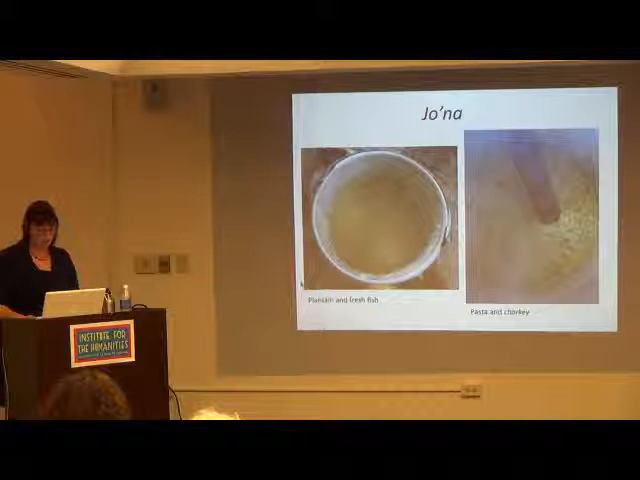 Jo'na
Plantain and fresh fish
Pasta and chorkey
INSTITUTE FOR
THE HUMANITIES